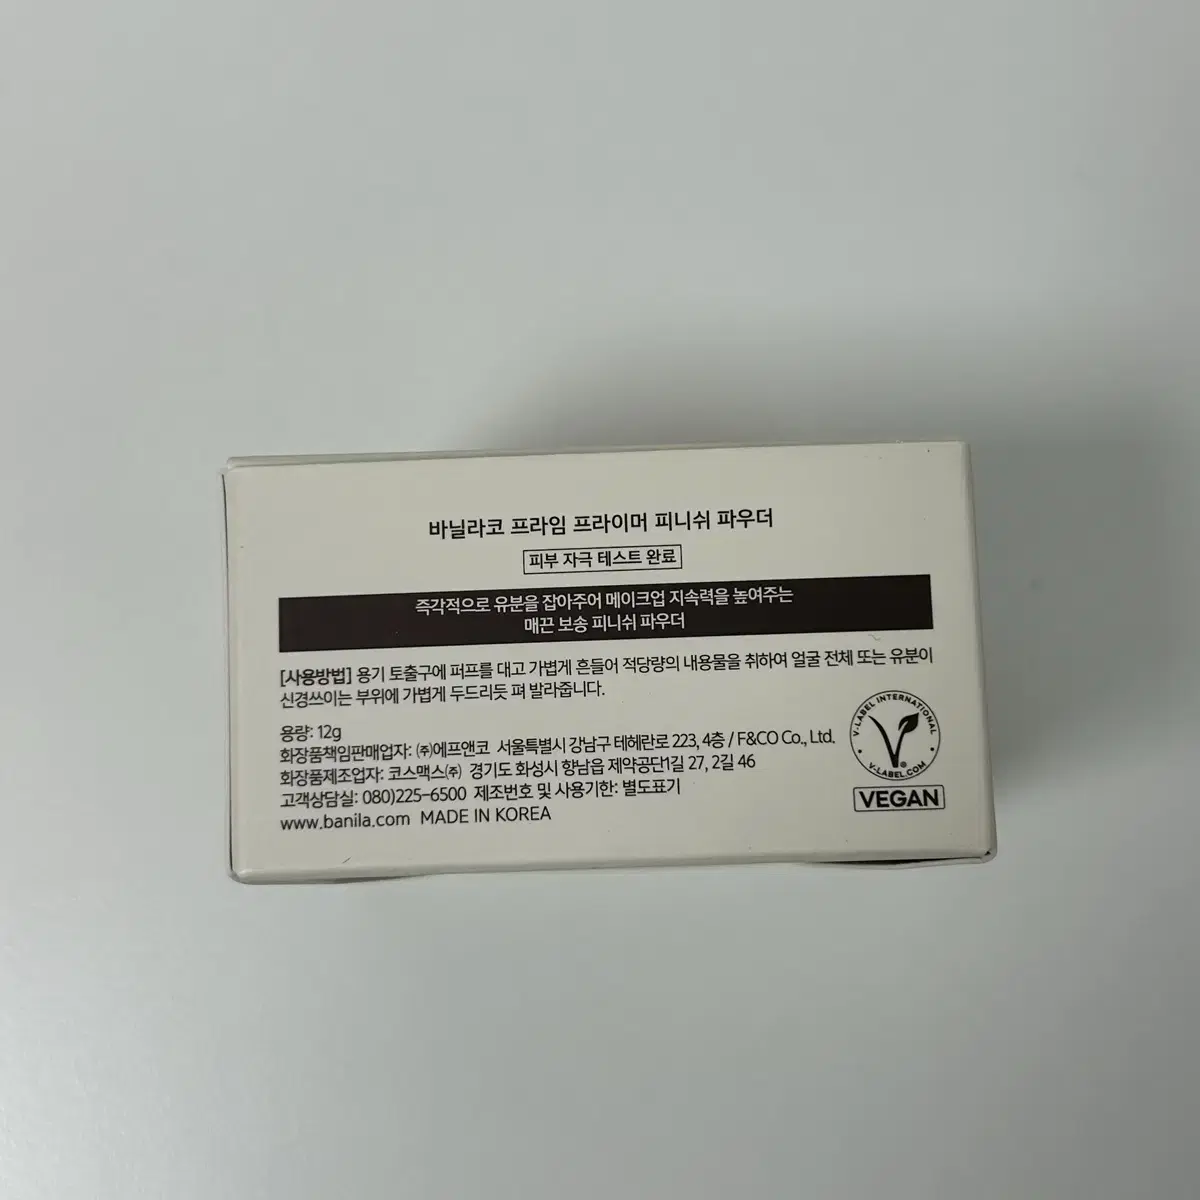 바닐라코 프라임 프라이머 피니쉬 파우더
피부 자극 테스트 완료
즉각적으로 유분을 잡아주어 메이크업 지속력을 높여주는
매끈 보송 피니쉬 파우더
[사용방법] 용기 토출구에 퍼프를 대고 가볍게 흔들어 적당량의 내용물을 취하여 얼굴 전체 또는 유분이
신경쓰이는 부위에 가볍게 두드리듯 펴 발라줍니다.
용량: 12g
화장품책임판매업자: ㈜에프앤코 서울특별시 강남구 테헤란로 223, 4층 / F&CO Co., Ltd.
화장품제조업자: 코스맥스㈜ 경기도 화성시 향남읍 제약공단1길 27, 2길 46
고객상담실: 080)225-6500 제조번호 및 사용기한: 별도표기
www.banila.com MADE IN KOREA
V-LABEL INTERNATIONAL
V-LABEL.COM
VEGAN